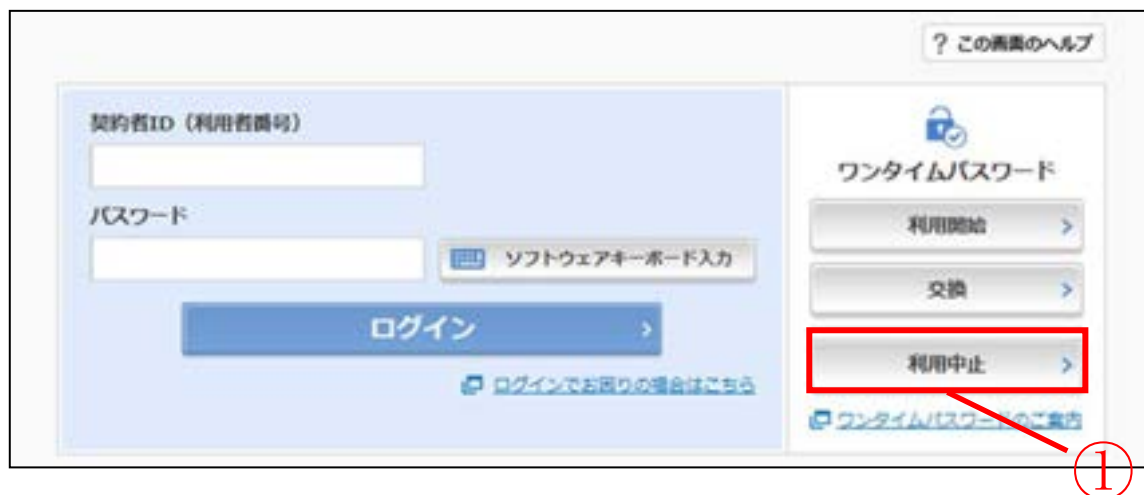 ? この画面のヘルプ
契約者ID（利用者番号）
パスワード
ソフトウェアキーボード入力
ログイン
ログインでお困りの場合はこちら
ワンタイムパスワード
利用開始
交換
利用中止
ワンタイムパスワードのご案内
①